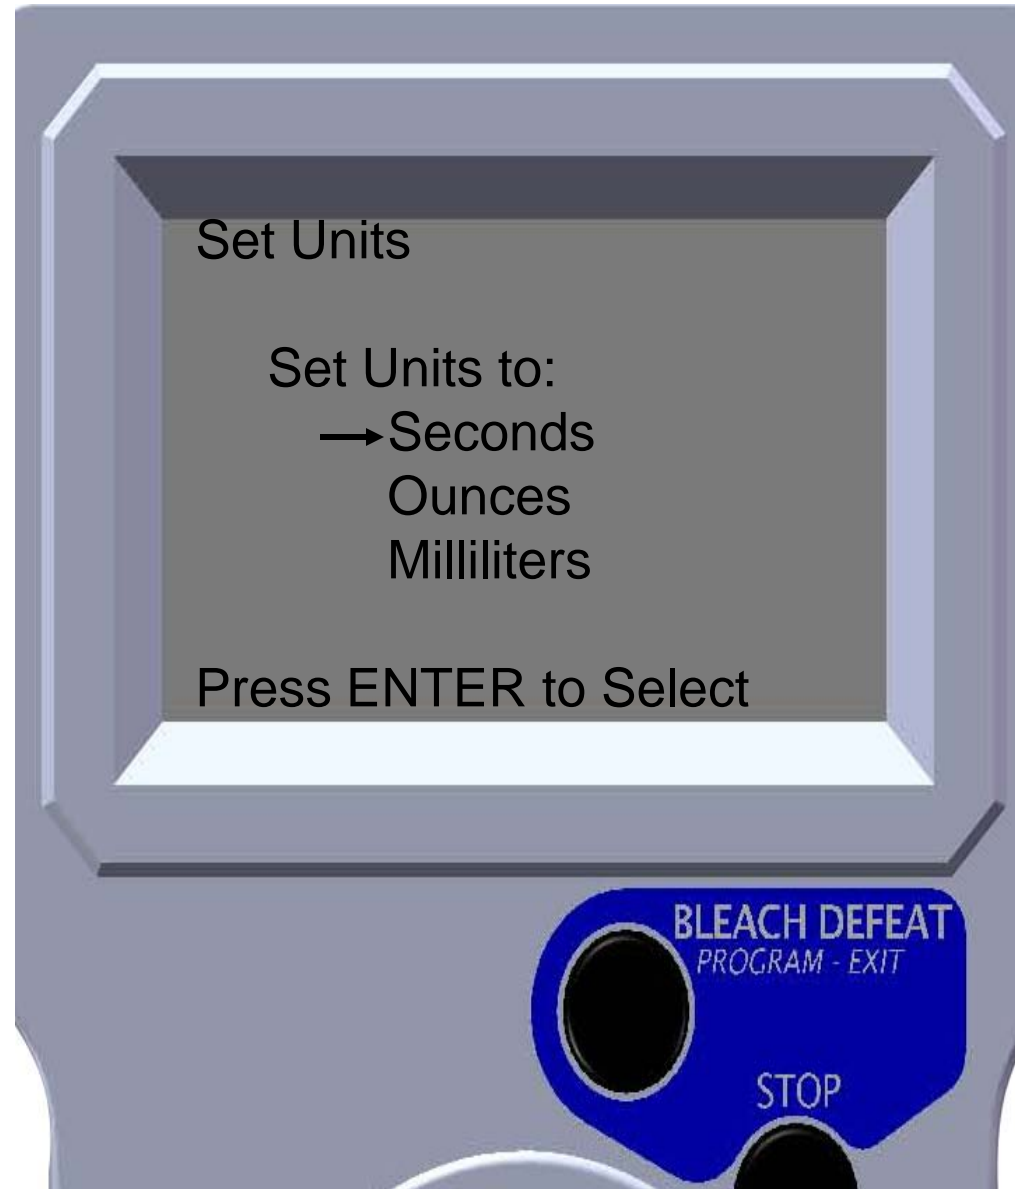 Set Units
Set Units to:
Seconds
Ounces
Milliliters
Press ENTER to Select
BLEACH DEFEAT
PROGRAM - EXIT
STOP